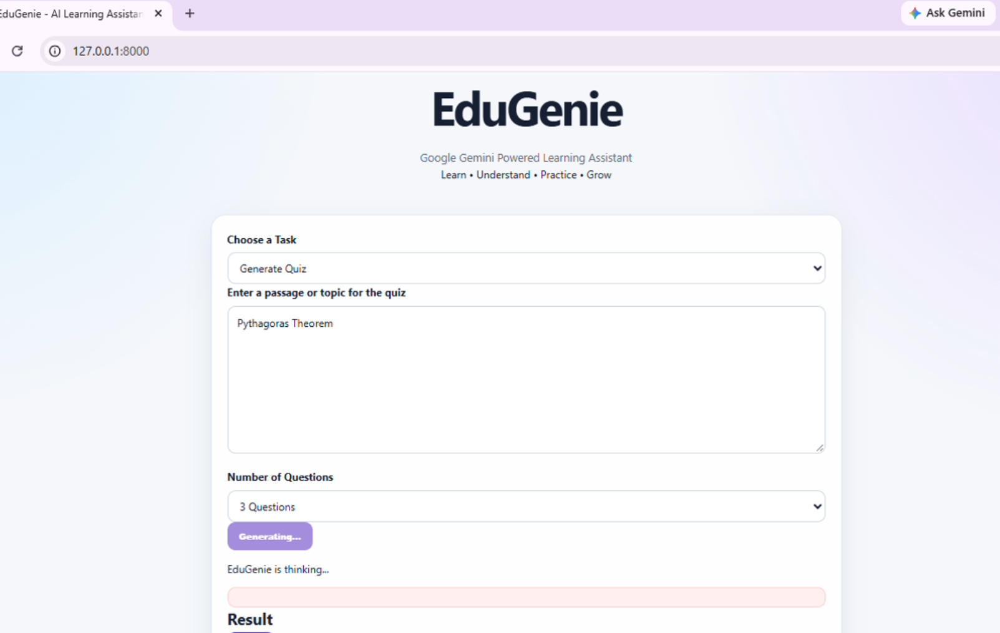 EduGenie - AI Learning Assistan
Ask Gemini
127.0.0.1:8000
EduGenie
Google Gemini Powered Learning Assistant
Learn • Understand • Practice • Grow
Choose a Task
Generate Quiz
Enter a passage or topic for the quiz
Pythagoras Theorem
Number of Questions
3 Questions
Generating...
EduGenie is thinking...
Result